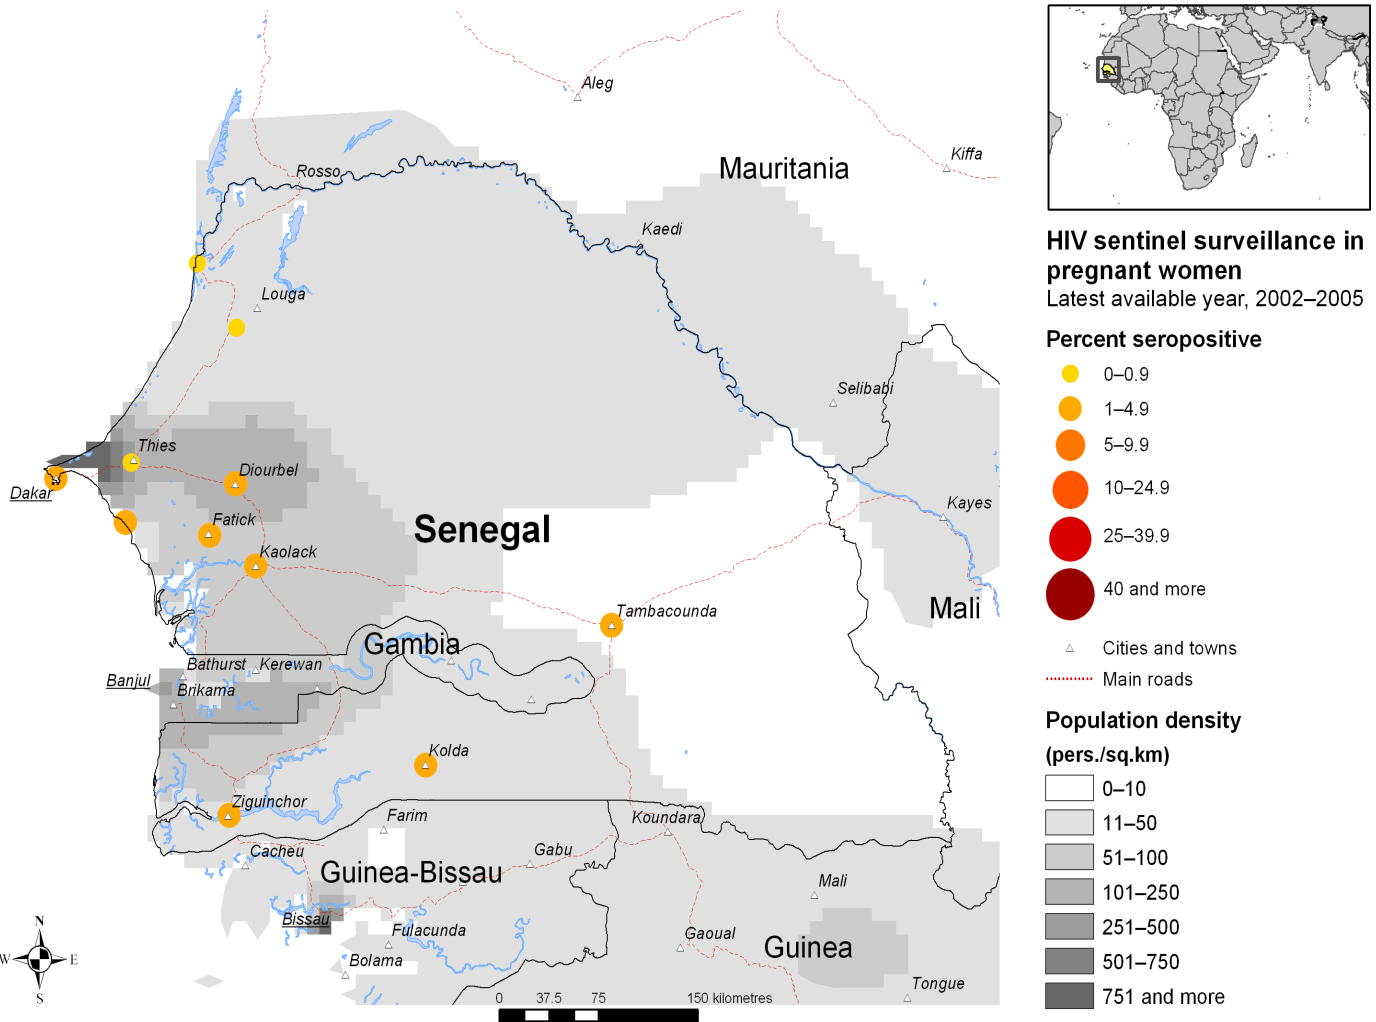 Aleg
Kiffa
Mauritania
Rosso
Kaedi
Louga
Selibabi
Thies
Diourbel
Dakar
Kayes
Fatick
Senegal
Kaolack
Tambacounda
Mali
Gambia
Bathurst
Kerewan
Banjul
Brikama
Kolda
Ziguinchor
Farim
Koundara
Cacheu
Gabu
Guinea-Bissau
Mali
Bissau
Fulacunda
Gaoual
Guinea
Bolama
Tongue
N
W
E
S
0 37.5 75 150 kilometres
HIV sentinel surveillance in
pregnant women
Latest available year, 2002–2005
Percent seropositive
0–0.9
1–4.9
5–9.9
10–24.9
25–39.9
40 and more
Cities and towns
Main roads
Population density
(pers./sq.km)
0–10
11–50
51–100
101–250
251–500
501–750
751 and more